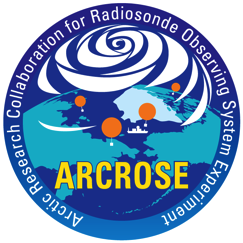 Arctic Research Collaboration for Radiosonde Observing System Experiment
ARCROSE